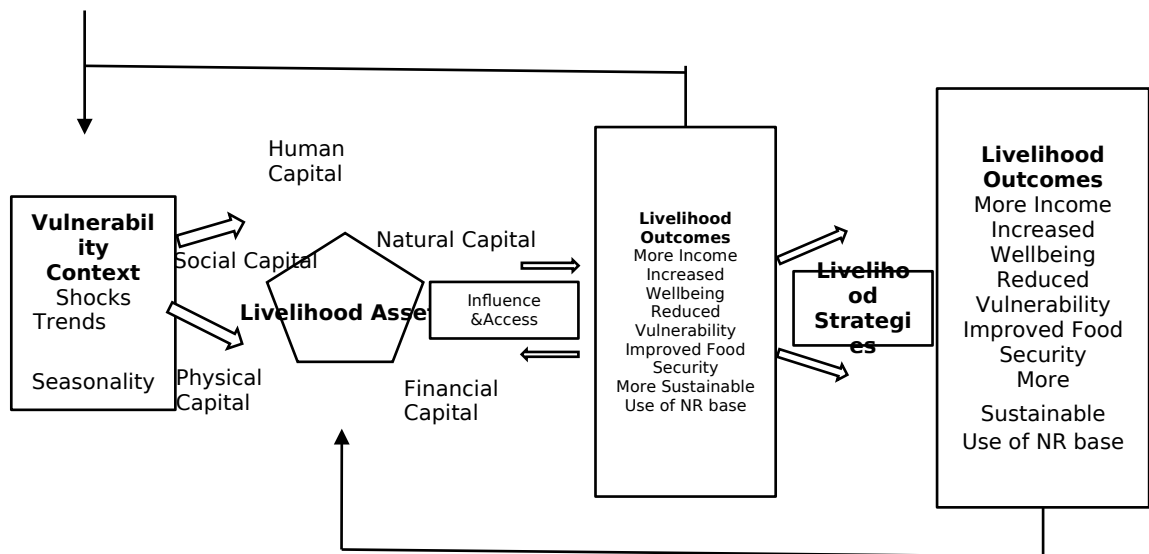 Human
Capital
Vulnerabil
ity
Context
Shocks
Trends
Seasonality
Social Capital
Natural Capital
Livelihood Asset
Physical
Capital
Financial
Capital
Influence
&Access
Livelihood
Outcomes
More Income
Increased
Wellbeing
Reduced
Vulnerability
Improved Food
Security
More Sustainable
Use of NR base
Liveliho
od
Strategi
es
Livelihood
Outcomes
More Income
Increased
Wellbeing
Reduced
Vulnerability
Improved Food
Security
More
Sustainable
Use of NR base